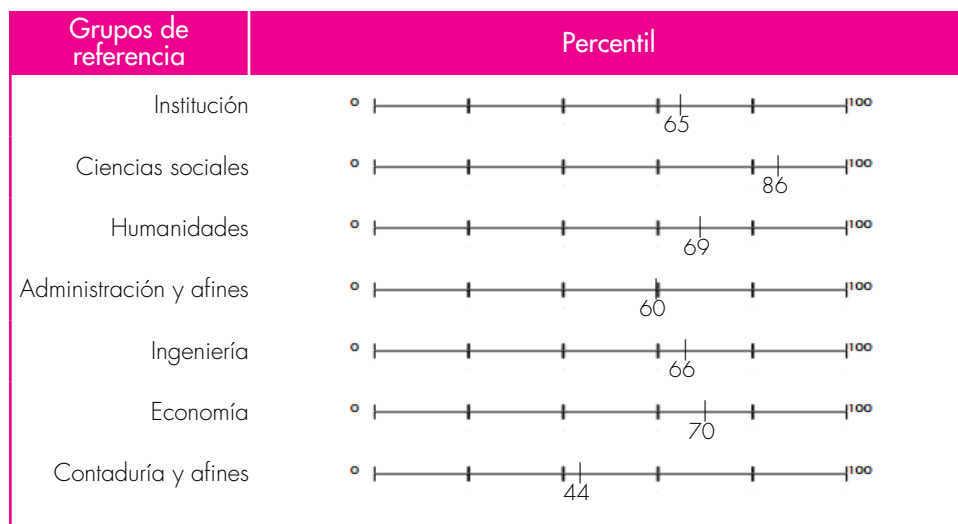 Grupos de
referencia
Percentil
Institución
0
100
65
Ciencias sociales
0
100
86
Humanidades
0
100
69
Administración y afines
0
100
60
Ingeniería
0
100
66
Economía
0
100
70
Contaduría y afines
0
100
44